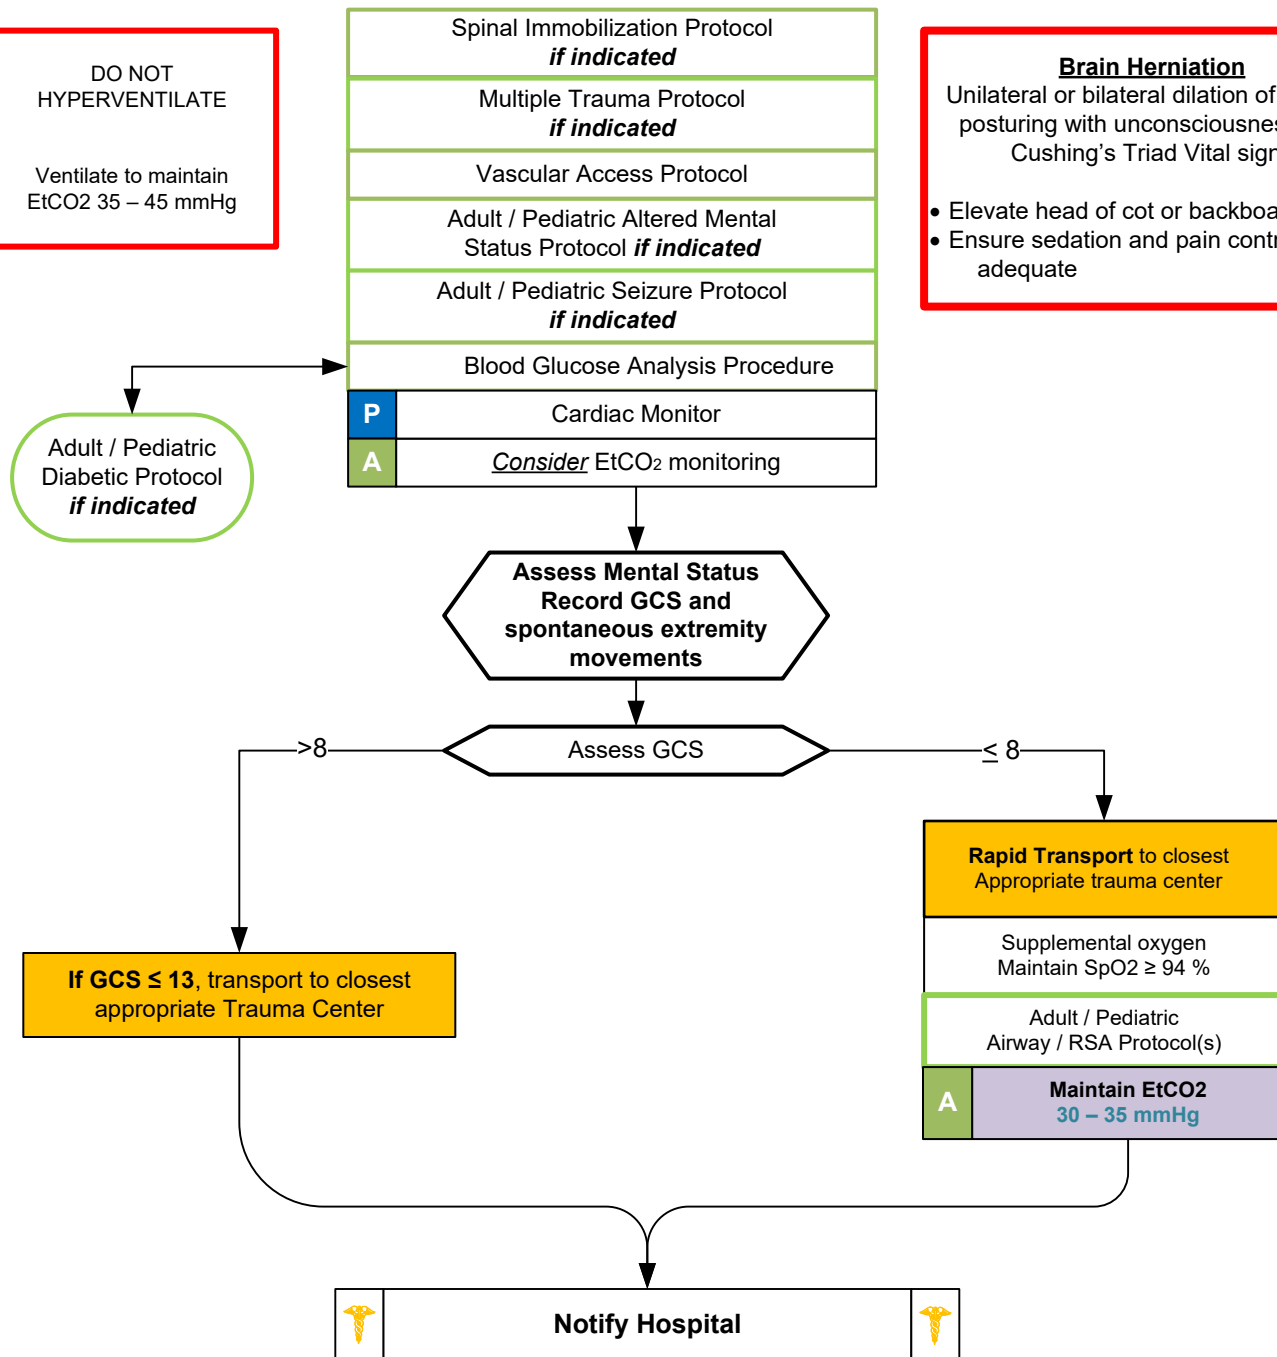 DO NOT
HYPERVENTILATE
Ventilate to maintain
EtCO2 35 – 45 mmHg
Spinal Immobilization Protocol
if indicated
Multiple Trauma Protocol
if indicated
Vascular Access Protocol
Adult / Pediatric Altered Mental
Status Protocol if indicated
Adult / Pediatric Seizure Protocol
if indicated
Blood Glucose Analysis Procedure
P Cardiac Monitor
A Consider EtCO2 monitoring
Brain Herniation
Unilateral or bilateral dilation of
posturing with
Cushing's Triad Vital
• Elevate head of cot or
• Ensure sedation and pain
adequate
Adult / Pediatric
Diabetic Protocol
if indicated
Assess Mental Status
Record GCS and
spontaneous extremity
movements
>8
Assess GCS
≤ 8
If GCS ≤ 13, transport to closest
appropriate Trauma Center
Rapid Transport to closest
Appropriate trauma center
Supplemental oxygen
Maintain SpO2 ≥ 94 %
Adult / Pediatric
Airway / RSA Protocol(s)
A Maintain EtCO2
30 – 35 mmHg
Notify Hospital